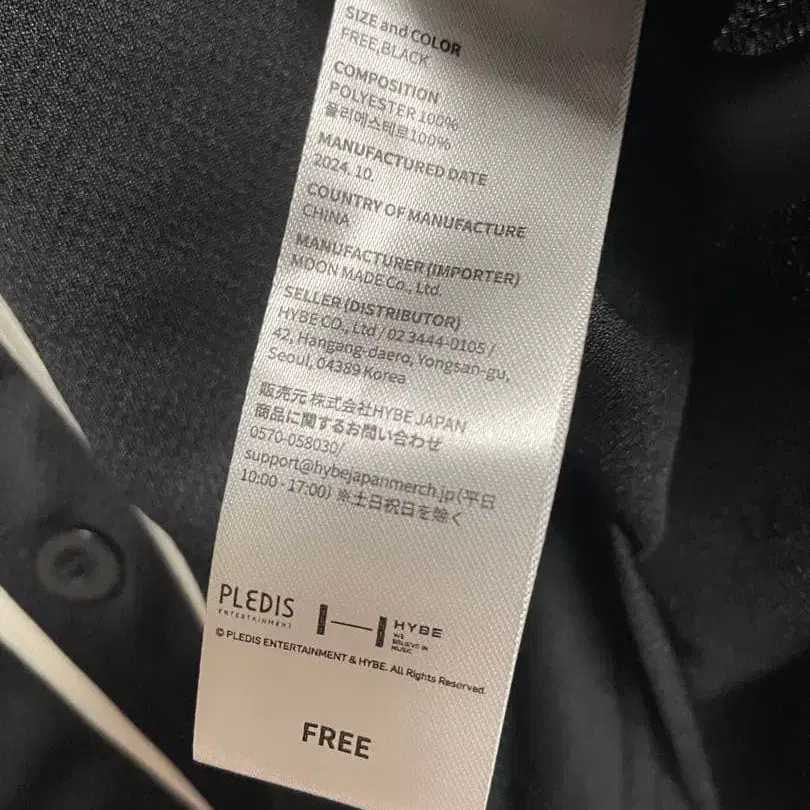 SIZE and COLOR
FREE,BLACK
COMPOSITION
POLYESTER 100%
폴리에스테르100%
MANUFACTURED DATE
2024. 10.
COUNTRY OF MANUFACTURE
CHINA
MANUFACTURER (IMPORTER)
MOON MADE Co., Ltd.
SELLER (DISTRIBUTOR)
HYBE CO., Ltd / 02 3444-0105 /
42, Hangang-daero, Yongsan-gu,
Seoul, 04389 Korea
販売元 株式会社HYBE JAPAN
商品に関するお問い合わせ
0570-058030/
support@hybejapanmerch.jp(平日
10:00 - 17:00) ※土日祝日を除く
PLEDIS
ENTERTAINMENT
HYBE
WE
BELIEVE IN
MUSIC
© PLEDIS ENTERTAINMENT & HYBE. All Rights Reserved.
FREE